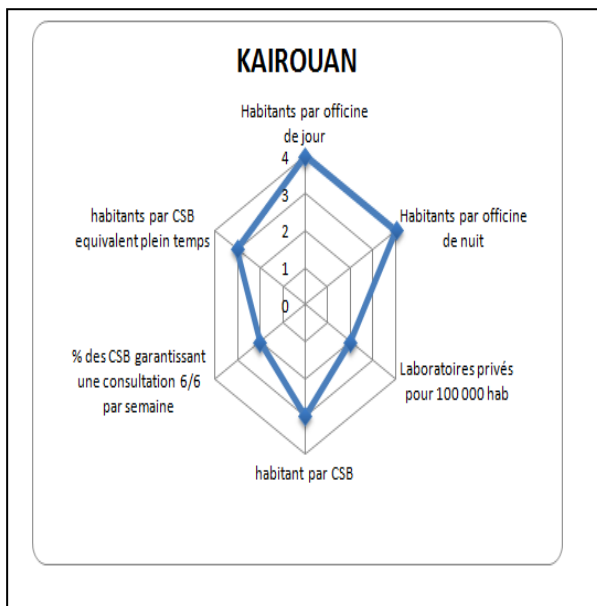 KAIROUAN
Habitants par officine
de jour
4
3
2
1
0
Habitants par officine
de nuit
Laboratoires privés
pour 100 000 hab
habitant par CSB
% des CSB garantissant
une consultation 6/6
par semaine
habitants par CSB
equivalent plein temps